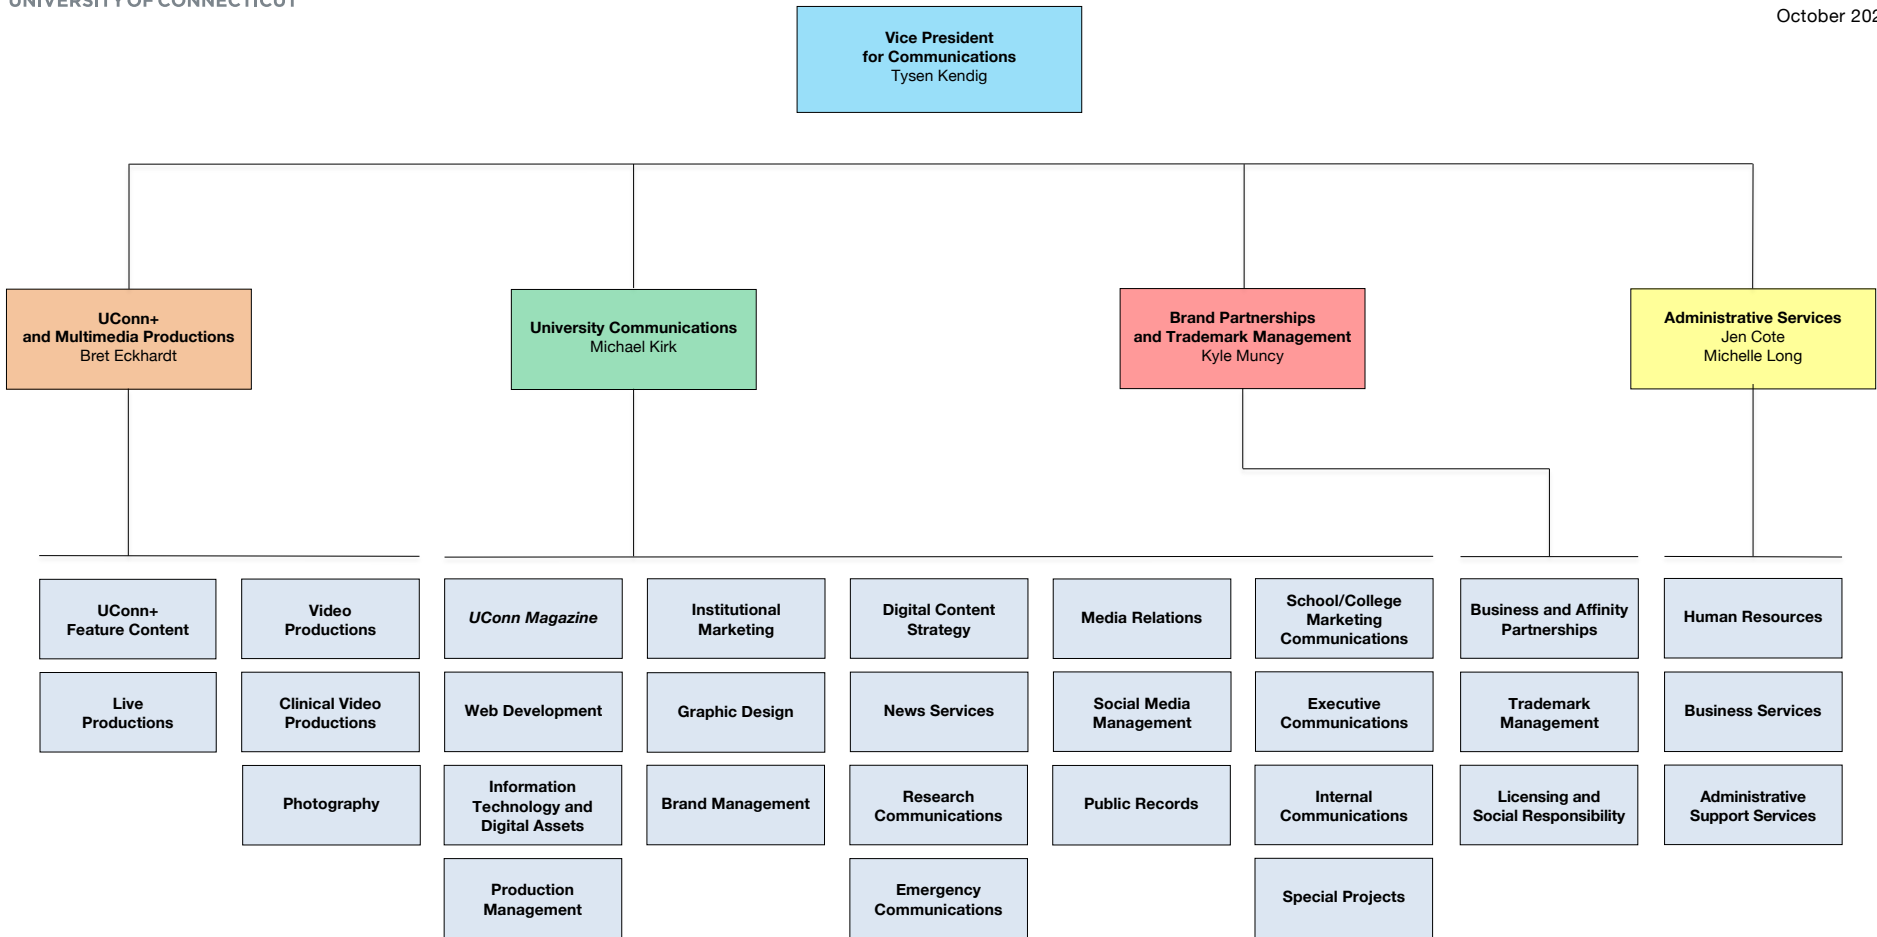 UNIVERSITY OF CONNECTICUT
October 202
Vice President
for Communications
Tysen Kendig
UConn+
and Multimedia Productions
Bret Eckhardt
University Communications
Michael Kirk
Brand Partnerships
and Trademark Management
Kyle Muncy
Administrative Services
Jen Cote
Michelle Long
UConn+
Feature Content
Video
Productions
UConn Magazine
Institutional
Marketing
Digital Content
Strategy
Media Relations
School/College
Marketing
Communications
Business and Affinity
Partnerships
Human Resources
Live
Productions
Clinical Video
Productions
Web Development
Graphic Design
News Services
Social Media
Management
Executive
Communications
Trademark
Management
Business Services
Photography
Information
Technology and
Digital Assets
Brand Management
Research
Communications
Public Records
Internal
Communications
Licensing and
Social Responsibility
Administrative
Support Services
Production
Management
Emergency
Communications
Special Projects